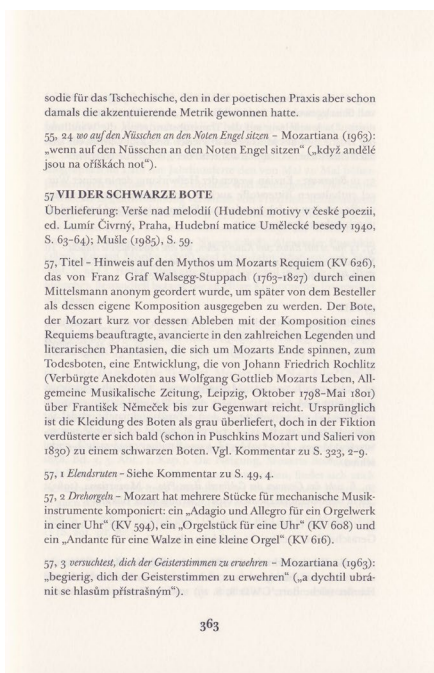 sodie für das Tschechische, den in der poetischen Praxis aber schon
damals die akzentuierende Metrik gewonnen hatte.
55, 24 wo auf den Nüsschen an den Noten Engel sitzen – Mozartiana (1963):
„wenn auf den Nüsschen an den Noten Engel sitzen“ („když andělé
jsou na oříškách not“).
57 VII DER SCHWARZE BOTE
Überlieferung: Verše nad melodií (Hudební motivy v české poezii,
ed. Lumír Čivrný, Praha, Hudební matice Umělecké besedy 1940,
S. 63–64); Mušle (1985), S. 59.
57, Titel – Hinweis auf den Mythos um Mozarts Requiem (KV 626),
das von Franz Graf Walsegg-Stuppach (1763–1827) durch einen
Mittelsmann anonym geordert wurde, um später von dem Besteller
als dessen eigene Komposition ausgegeben zu werden. Der Bote,
der Mozart kurz vor dessen Ableben mit der Komposition eines
Requiems beauftragte, avancierte in den zahlreichen Legenden und
literarischen Phantasien, die sich um Mozarts Ende spinnen, zum
Todesboten, eine Entwicklung, die von Johann Friedrich Rochlitz
(Verbürgte Anekdoten aus Wolfgang Gottlieb Mozarts Leben, All-
gemeine Musikalische Zeitung, Leipzig, Oktober 1798–Mai 1801)
über František Němeček bis zur Gegenwart reicht. Ursprünglich
ist die Kleidung des Boten als grau überliefert, doch in der Fiktion
verdüsterte er sich bald (schon in Puschkins Mozart und Salieri von
1830) zu einem schwarzen Boten. Vgl. Kommentar zu S. 323, 2–9.
57, 1 Elendsraten – Siehe Kommentar zu S. 49, 4.
57, 2 Drehorgeln – Mozart hat mehrere Stücke für mechanische Musik-
instrumente komponiert: ein „Adagio und Allegro für ein Orgelwerk
in einer Uhr“ (KV 594), ein „Orgelstück für eine Uhr“ (KV 608) und
ein „Andante für eine Walze in eine kleine Orgel“ (KV 616).
57, 3 versuchtest, dich der Geisterstimmen zu erwehren – Mozartiana (1963):
„begierig, dich der Geisterstimmen zu erwehren“ („a dychtil ubrá-
nit se hlasům přístrašným“).
363